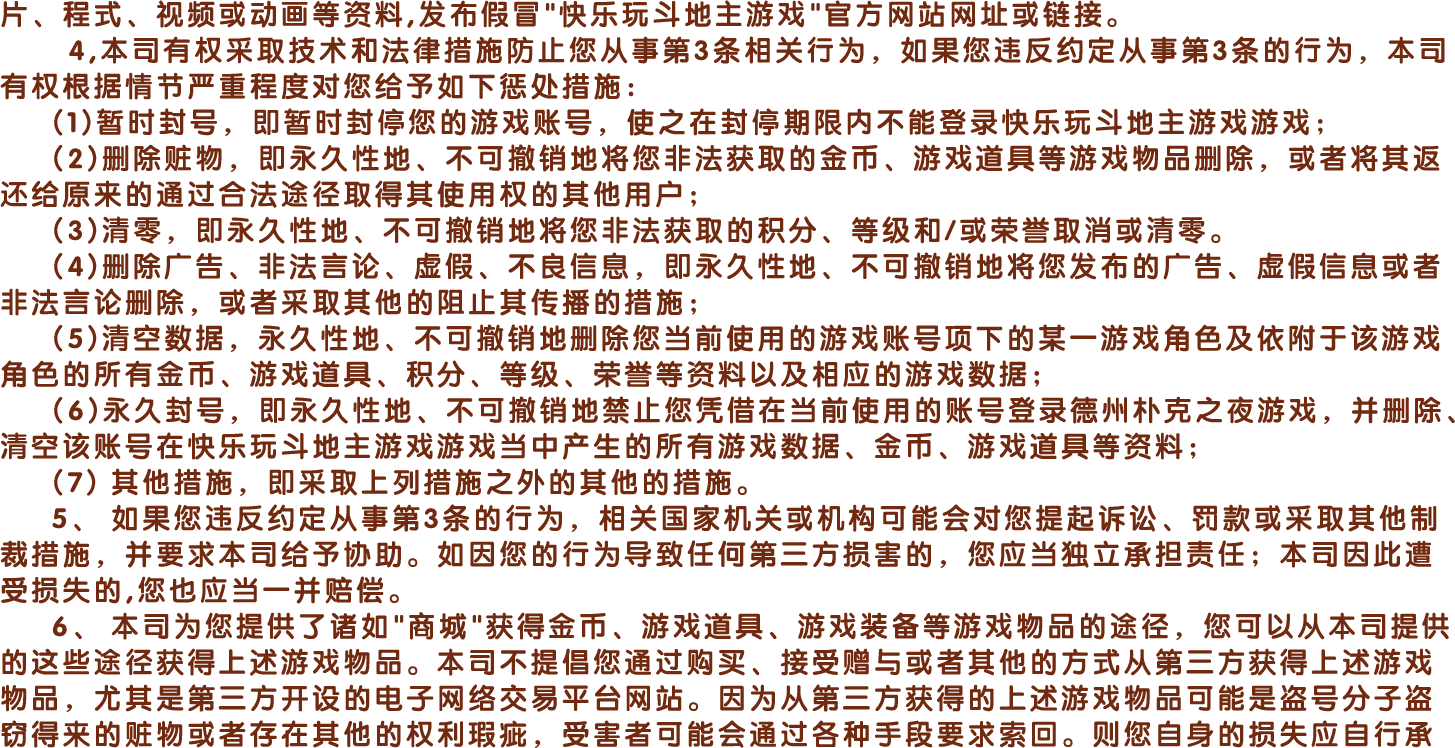 片、程式、视频或动画等资料,发布假冒"快乐玩斗地主游戏"官方网站网址或链接。
4,本司有权采取技术和法律措施防止您从事第3条相关行为，如果您违反约定从事第3条的行为，本司
有权根据情节严重程度对您给予如下惩处措施：
(1)暂时封号，即暂时封停您的游戏账号，使之在封停期限内不能登录快乐玩斗地主游戏游戏；
(2)删除赃物，即永久性地、不可撤销地将您非法获取的金币、游戏道具等游戏物品删除，或者将其返
还给原来的通过合法途径取得其使用权的其他用户；
(3)清零，即永久性地、不可撤销地将您非法获取的积分、等级和/或荣誉取消或清零。
(4)删除广告、非法言论、虚假、不良信息，即永久性地、不可撤销地将您发布的广告、虚假信息或者
非法言论删除，或者采取其他的阻止其传播的措施；
(5)清空数据，永久性地、不可撤销地删除您当前使用的游戏账号项下的某一游戏角色及依附于该游戏
角色的所有金币、游戏道具、积分、等级、荣誉等资料以及相应的游戏数据；
(6)永久封号，即永久性地、不可撤销地禁止您凭借在当前使用的账号登录德州朴克之夜游戏，并删除、
清空该账号在快乐玩斗地主游戏游戏当中产生的所有游戏数据、金币、游戏道具等资料；
(7) 其他措施，即采取上列措施之外的其他的措施。
5、 如果您违反约定从事第3条的行为，相关国家机关或机构可能会对您提起诉讼、罚款或采取其他制
裁措施，并要求本司给予协助。如因您的行为导致任何第三方损害的，您应当独立承担责任；本司因此遭
受损失的,您也应当一并赔偿。
6、 本司为您提供了诸如"商城"获得金币、游戏道具、游戏装备等游戏物品的途径，您可以从本司提供
的这些途径获得上述游戏物品。本司不提倡您通过购买、接受赠与或者其他的方式从第三方获得上述游戏
物品，尤其是第三方开设的电子网络交易平台网站。因为从第三方获得的上述游戏物品可能是盗号分子盗
窃得来的赃物或者存在其他的权利瑕疵，受害者可能会通过各种手段要求索回。则您自身的损失应自行承